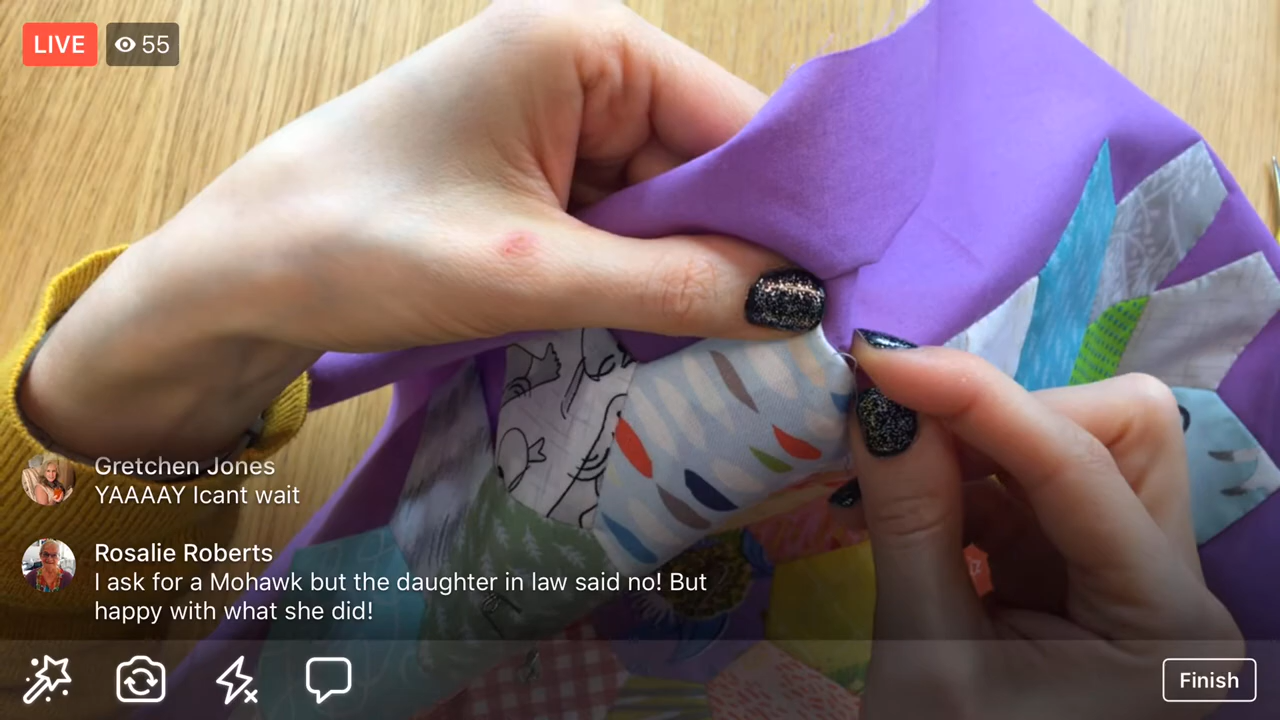 LIVE
55
Gretchen Jones
YAAAAY Icant wait
Rosalie Roberts
I ask for a Mohawk but the daughter in law said no! But
happy with what she did!
Finish